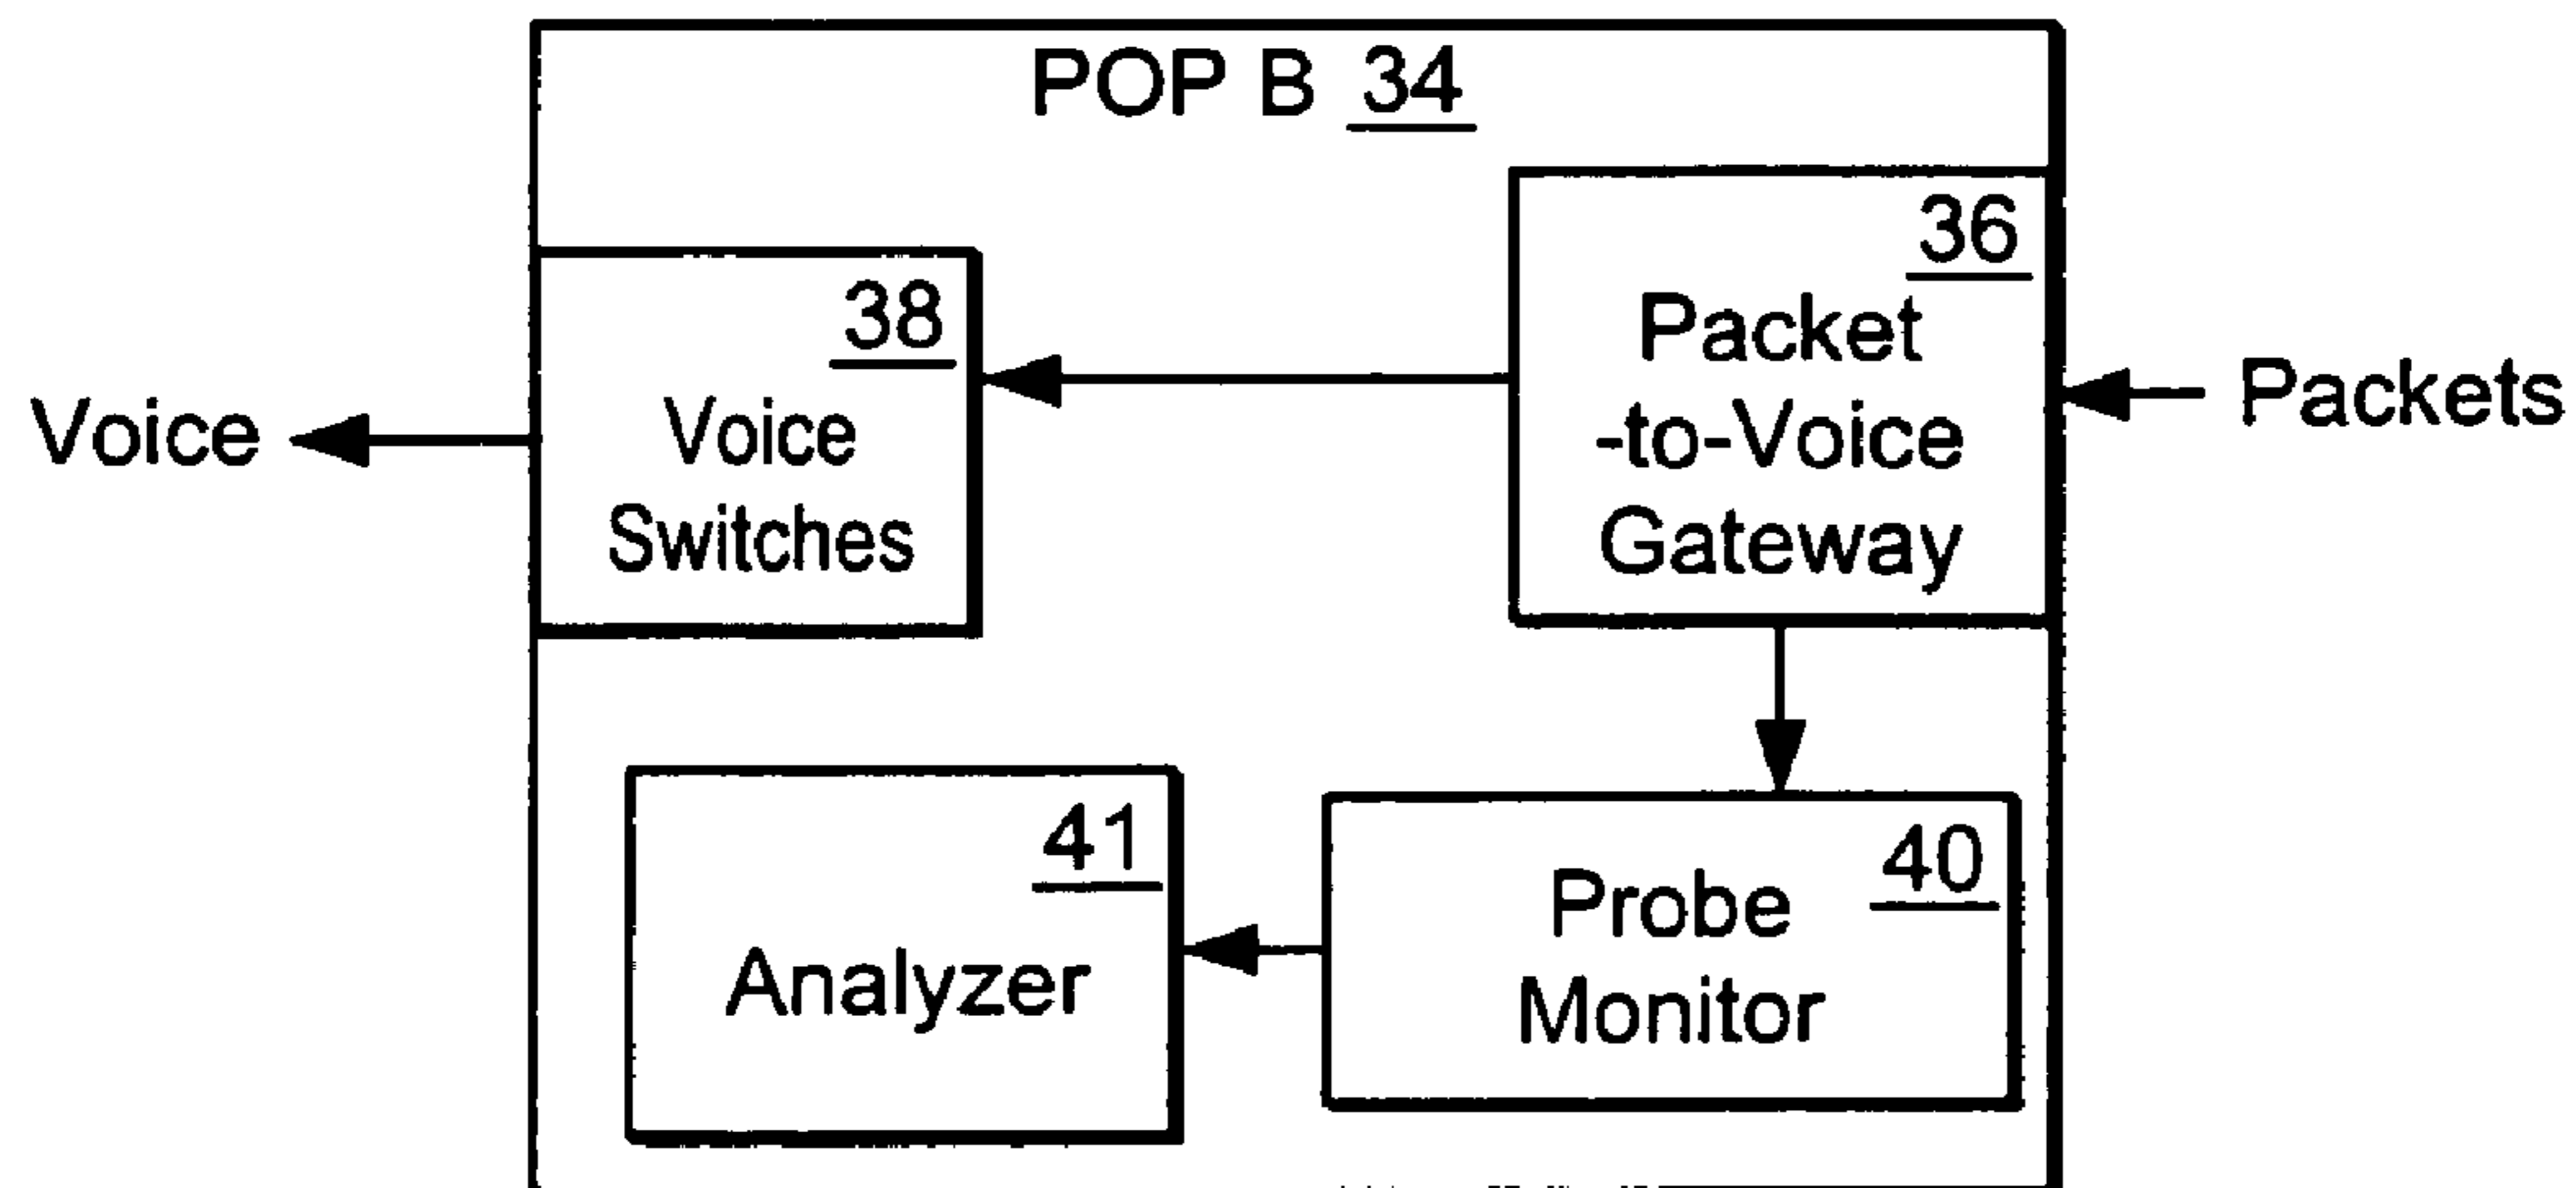 POP B 34
36
Packet
-to-Voice
Gateway
38
Voice
Switches
Voice
Packets
41
Analyzer
40
Probe
Monitor